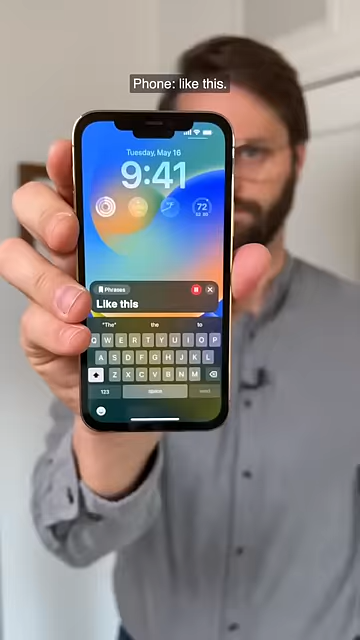 Phone: like this.
Tuesday, May 16
9:41
72
Phrases
Like this
"The" the to
Q W E R T Y U I O P
A S D F G H J K L
Z X C V B N M
123 space send